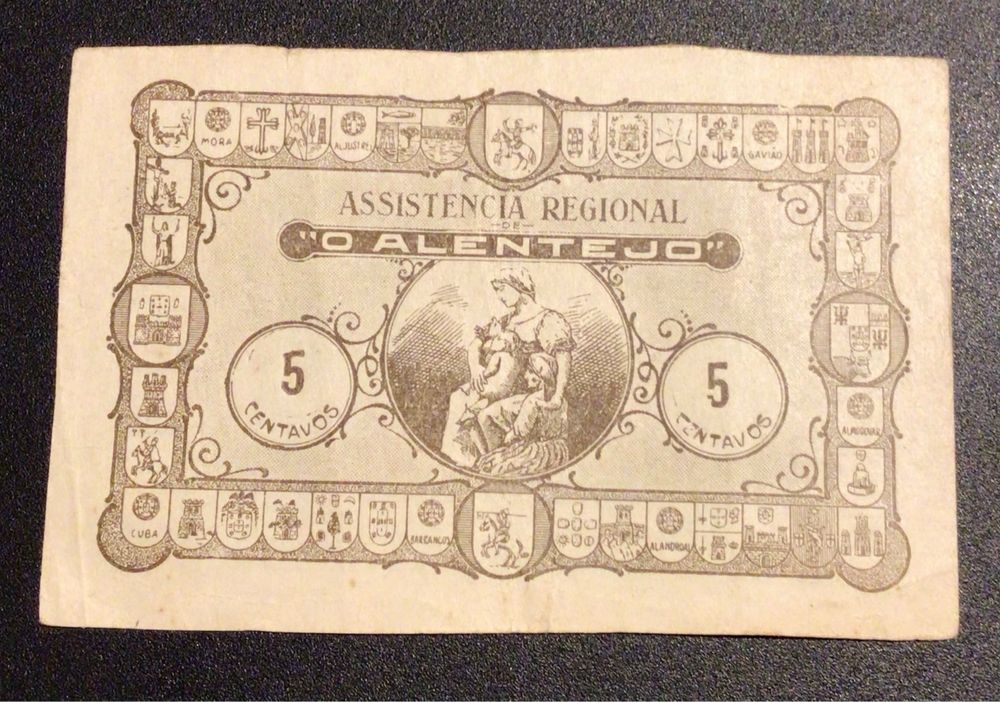 MORA
ALJUSTREL
GAVIÃO
ASSISTENCIA REGIONAL
DE
"O ALENTEJO"
5
CENTAVOS
5
CENTAVOS
ALMODOVAR
CUBA
BARRANCOS
ALANDROAL